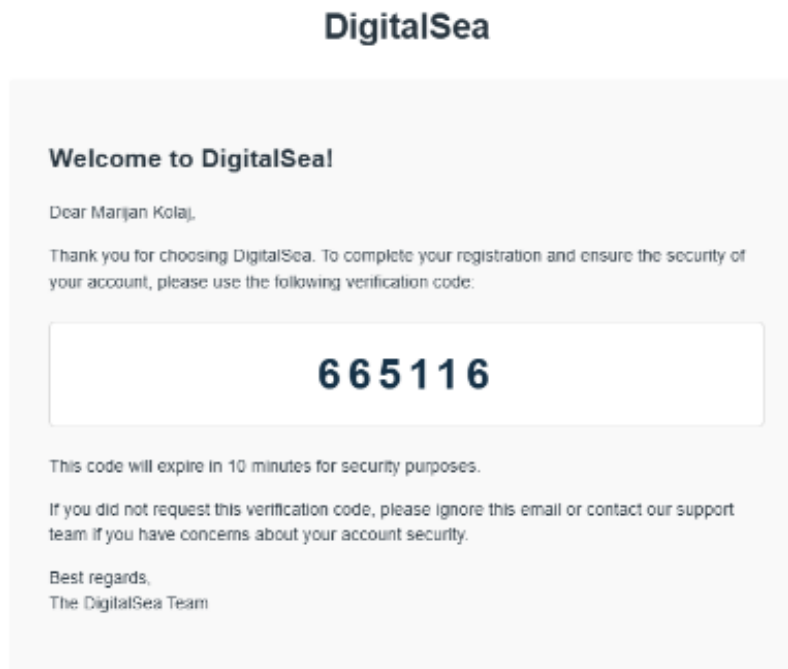 DigitalSea
Welcome to DigitalSea!
Dear Marijan Kolaj,
Thank you for choosing DigitalSea. To complete your registration and ensure the security of
your account, please use the following verification code:
665116
This code will expire in 10 minutes for security purposes.
If you did not request this verification code, please ignore this email or contact our support
team if you have concerns about your account security.
Best regards,
The DigitalSea Team